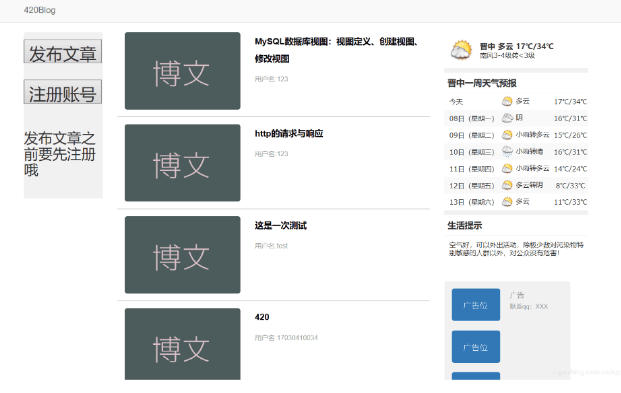 420Blog
发布文章
注册账号
发布文章之
前要先注册
哦
博文
MySQL数据库视图：视图定义、创建视图、
修改视图
用户名:123
博文
http的请求与响应
用户名:123
博文
这是一次测试
用户名:test
博文
420
用户名:17030410034
晋中 多云 17℃/34℃
南风3-4级转<3级
晋中一周天气预报
今天 多云 17℃/34℃
08日（星期一） 阴 16℃/31℃
09日（星期二） 小雨转多云 15℃/26℃
10日（星期三） 小雨转晴 16℃/31℃
11日（星期四） 小雨转多云 14℃/24℃
12日（星期五） 多云转阴 8℃/33℃
13日（星期六） 多云 11℃/33℃
生活提示
空气好，可以外出活动，除极少数对污染物特
别敏感的人群以外，对公众没有危害！
广告位
广告
联系qq：XXX
广告位